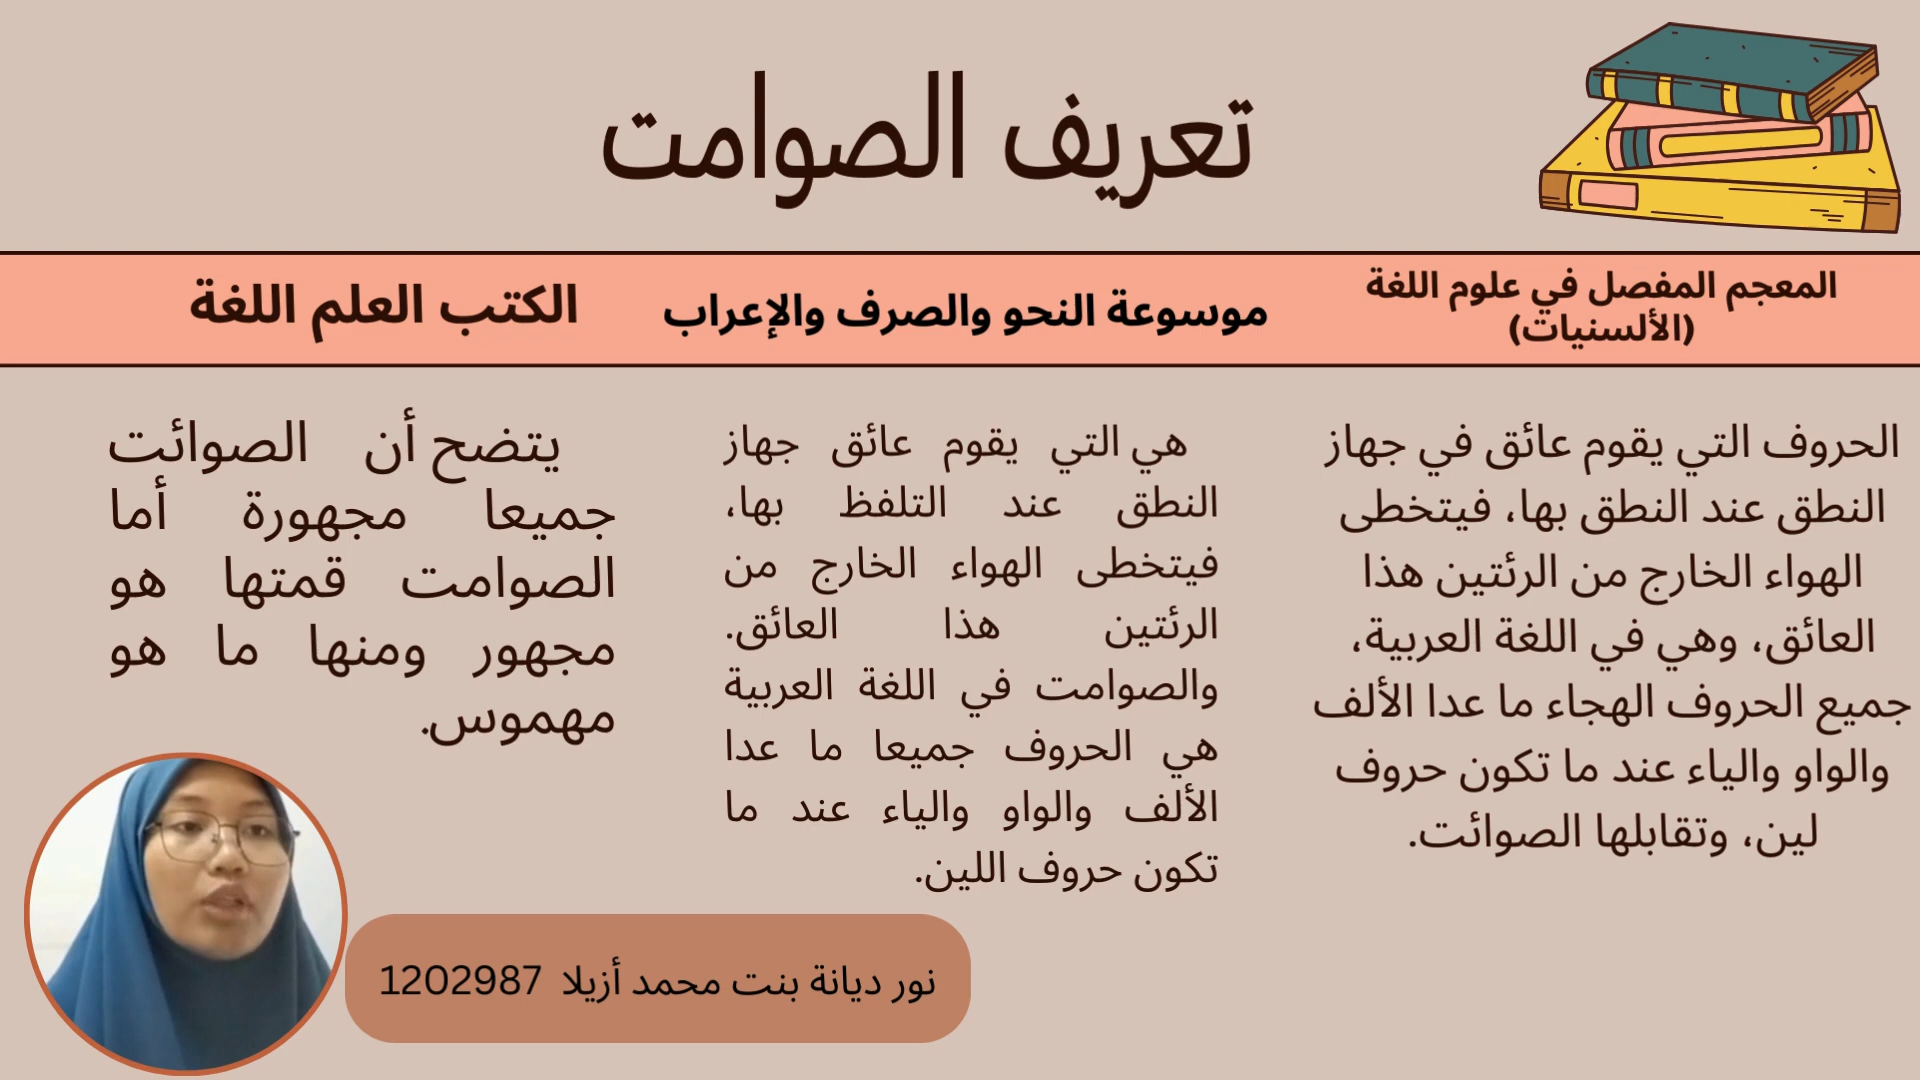 تعريف الصوامت
المعجم المفصل في علوم اللغة
(الألسنيات)
الحروف التي يقوم عائق في جهاز
النطق عند النطق بها، فيتخطى
الهواء الخارج من الرئتين هذا
العائق، وهي في اللغة العربية،
جميع الحروف الهجاء ما عدا الألف
والواو والياء عند ما تكون حروف
لين، وتقابلها الصوائت.
موسوعة النحو والصرف والإعراب
هي التي يقوم عائق جهاز
النطق عند التلفظ بها،
فيتخطى الهواء الخارج من
الرئتين هذا العائق.
والصوامت في اللغة العربية
هي الحروف جميعا ما عدا
الألف والواو والياء عند ما
تكون حروف اللين.
الكتب العلم اللغة
يتضح أن الصوائت
جميعا مجهورة أما
الصوامت قمتها هو
مجهور ومنها ما هو
مهموس.
نور ديانة بنت محمد أزيلا 1202987